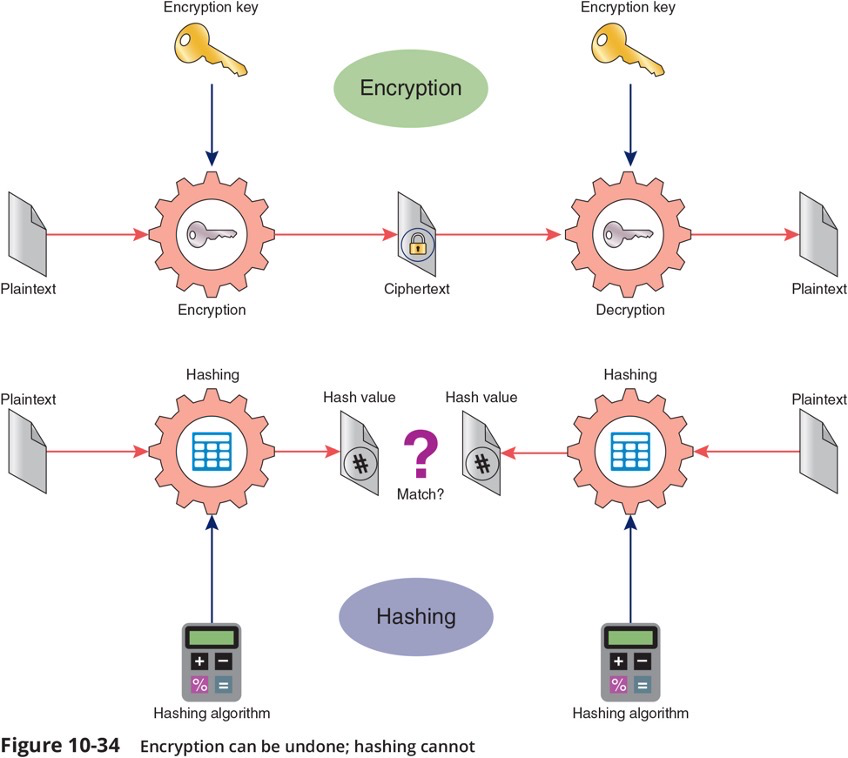 Encryption key
Encryption key
Encryption
Plaintext
Encryption
Ciphertext
Decryption
Plaintext
Hashing
Hashing
Plaintext
Hash value
Hash value
Plaintext
#
?
#
Match?
Hashing
+ −
% =
+ −
% =
Hashing algorithm
Hashing algorithm
Figure 10-34 Encryption can be undone; hashing cannot